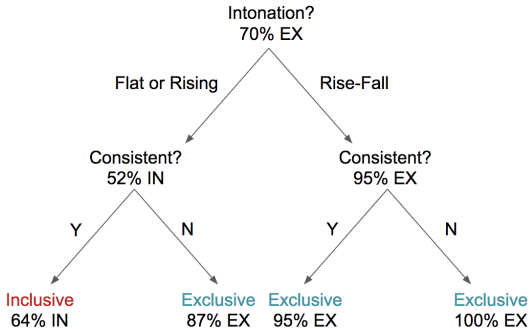 Intonation?
70% EX
Flat or Rising
Rise-Fall
Consistent?
52% IN
Consistent?
95% EX
Y
N
Y
N
Inclusive
64% IN
Exclusive
87% EX
Exclusive
95% EX
Exclusive
100% EX